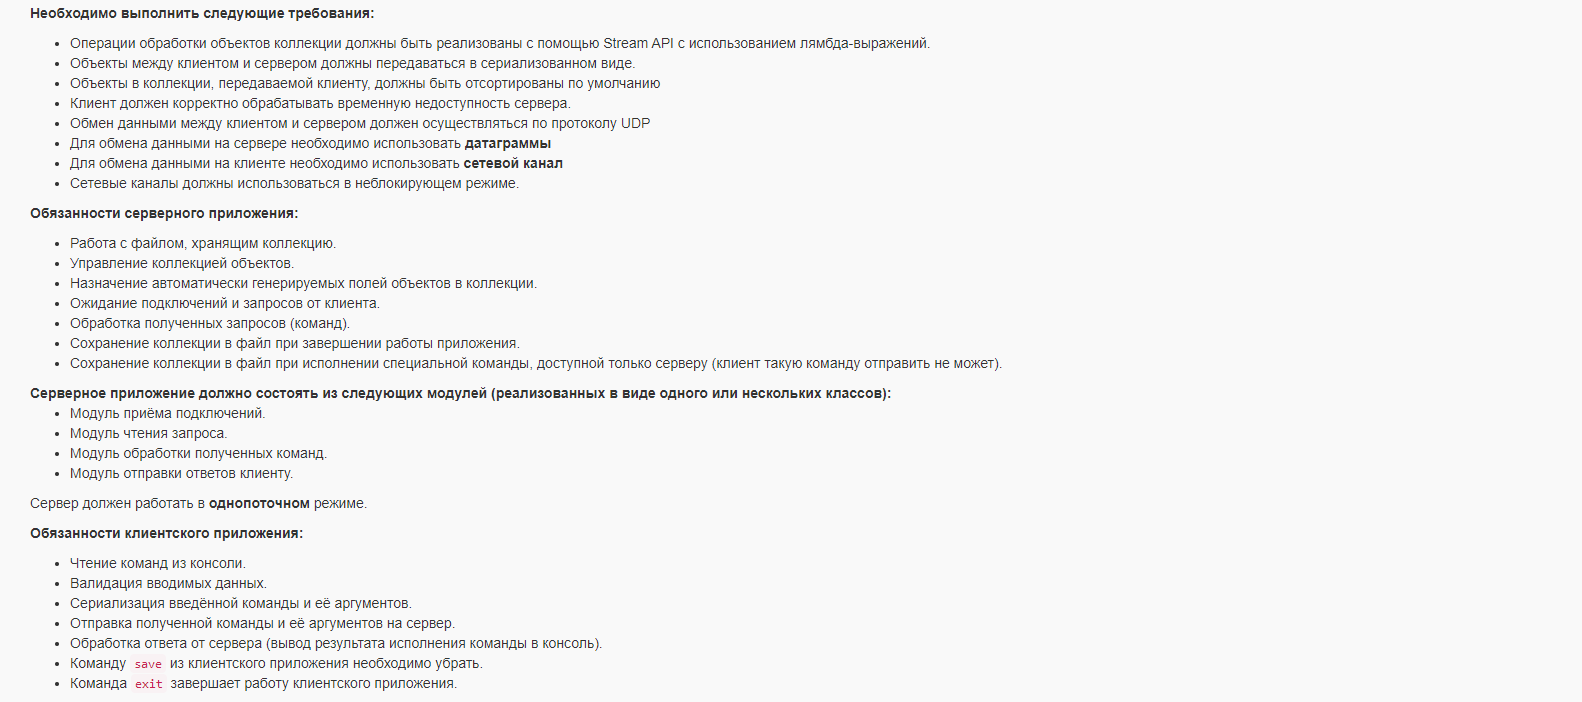 Необходимо выполнить следующие требования:
Операции обработки объектов коллекции должны быть реализованы с помощью Stream API с использованием лямбда-выражений.
Объекты между клиентом и сервером должны передаваться в сериализованном виде.
Объекты в коллекции, передаваемой клиенту, должны быть отсортированы по умолчанию
Клиент должен корректно обрабатывать временную недоступность сервера.
Обмен данными между клиентом и сервером должен осуществляться по протоколу UDP
Для обмена данными на сервере необходимо использовать датаграммы
Для обмена данными на клиенте необходимо использовать сетевой канал
Сетевые каналы должны использоваться в неблокирующем режиме.
Обязанности серверного приложения:
Работа с файлом, хранящим коллекцию.
Управление коллекцией объектов.
Назначение автоматически генерируемых полей объектов в коллекции.
Ожидание подключений и запросов от клиента.
Обработка полученных запросов (команд).
Сохранение коллекции в файл при завершении работы приложения.
Сохранение коллекции в файл при исполнении специальной команды, доступной только серверу (клиент такую команду отправить не может).
Серверное приложение должно состоять из следующих модулей (реализованных в виде одного или нескольких классов):
Модуль приёма подключений.
Модуль чтения запроса.
Модуль обработки полученных команд.
Модуль отправки ответов клиенту.
Сервер должен работать в однопоточном режиме.
Обязанности клиентского приложения:
Чтение команд из консоли.
Валидация вводимых данных.
Сериализация введённой команды и её аргументов.
Отправка полученной команды и её аргументов на сервер.
Обработка ответа от сервера (вывод результата исполнения команды в консоль).
Команду save из клиентского приложения необходимо убрать.
Команда exit завершает работу клиентского приложения.